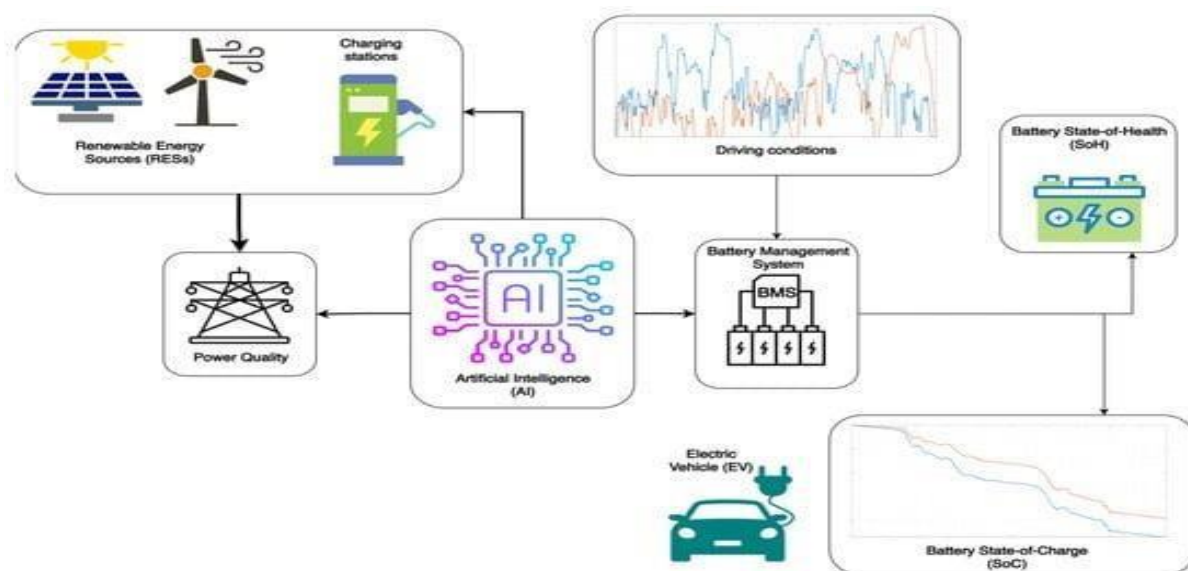 Charging
stations
Renewable Energy
Sources (RESs)
Driving conditions
Battery State-of-Health
(SoH)
Battery Management
System
BMS
AI
Power Quality
Artificial Intelligence
(AI)
Electric
Vehicle (EV)
Battery State-of-Charge
(SoC)